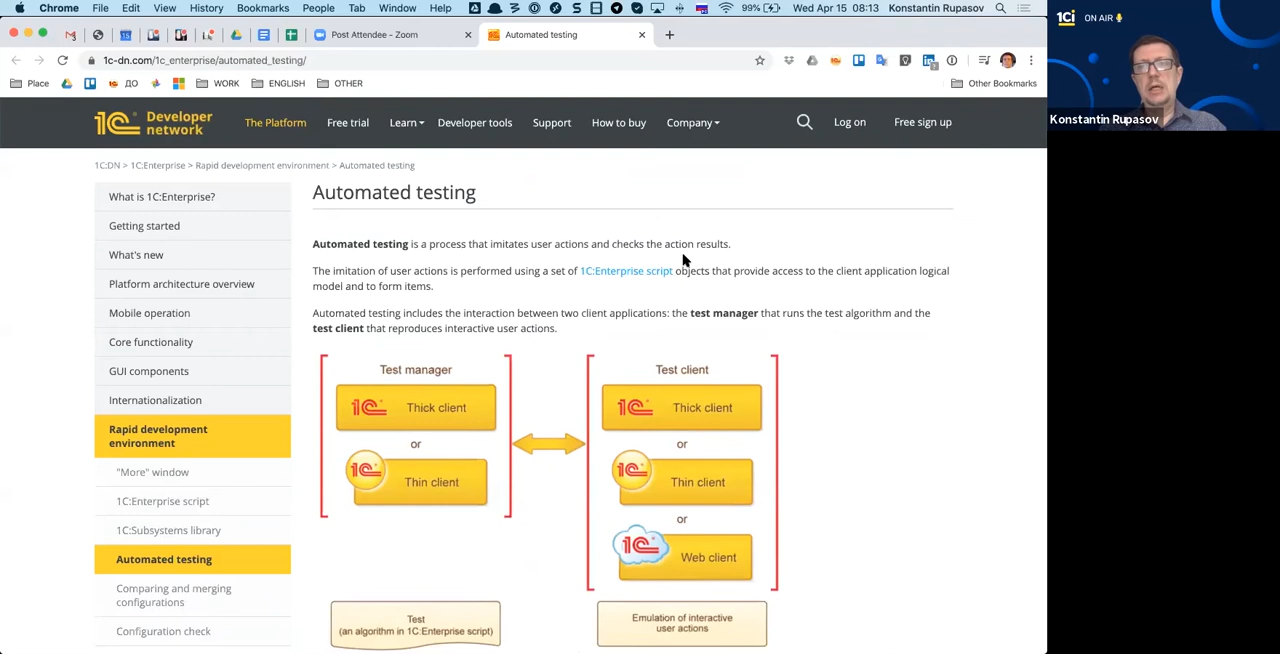 Chrome File Edit View History Bookmarks People Tab Window Help 99% Wed Apr 15 08:13 Konstantin Rupasov
Post Attendee - Zoom Automated testing
1c-dn.com/1c_enterprise/automated_testing/
Place ДО WORK ENGLISH OTHER Other Bookmarks
1C Developer network
The Platform Free trial Learn Developer tools Support How to buy Company Log on Free sign up
1C:DN > 1C:Enterprise > Rapid development environment > Automated testing
What is 1C:Enterprise?
Getting started
What's new
Platform architecture overview
Mobile operation
Core functionality
GUI components
Internationalization
Rapid development
environment
"More" window
1C:Enterprise script
1C:Subsystems library
Automated testing
Comparing and merging
configurations
Configuration check
Automated testing
Automated testing is a process that imitates user actions and checks the action results.
The imitation of user actions is performed using a set of 1C:Enterprise script objects that provide access to the client application logical
model and to form items.
Automated testing includes the interaction between two client applications: the test manager that runs the test algorithm and the
test client that reproduces interactive user actions.
Test manager
1C Thick client
or
1C Thin client
Test
(an algorithm in 1C:Enterprise script)
Test client
1C Thick client
or
1C Thin client
or
1C Web client
Emulation of interactive
user actions
1Ci ON AIR
Konstantin Rupasov